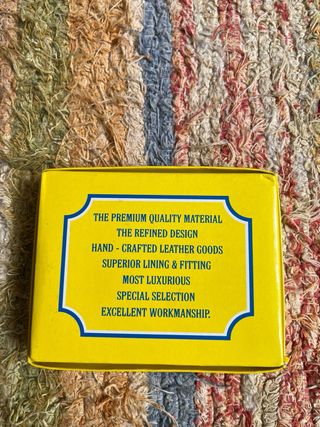 THE PREMIUM QUALITY MATERIAL
THE REFINED DESIGN
HAND - CRAFTED LEATHER GOODS
SUPERIOR LINING & FITTING
MOST LUXURIOUS
SPECIAL SELECTION
EXCELLENT WORKMANSHIP.